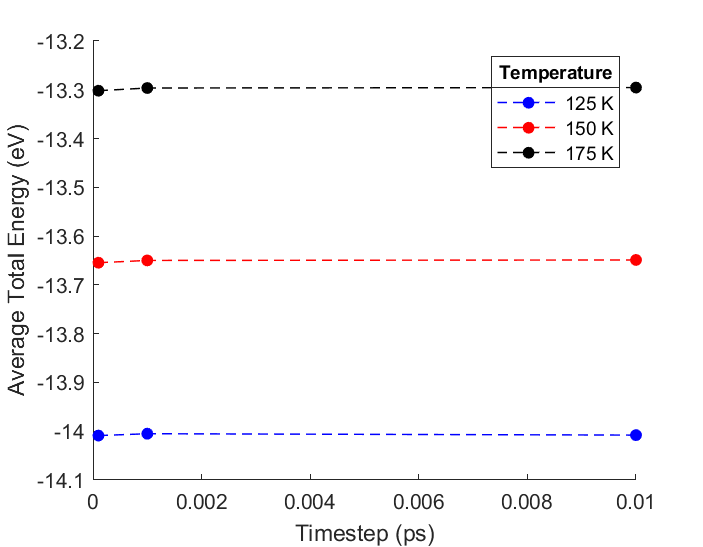 -13.2
-13.3
-13.4
-13.5
-13.6
-13.7
-13.8
-13.9
-14
-14.1
Average Total Energy (eV)
Temperature
125 K
150 K
175 K
0
0.002
0.004
0.006
0.008
0.01
Timestep (ps)